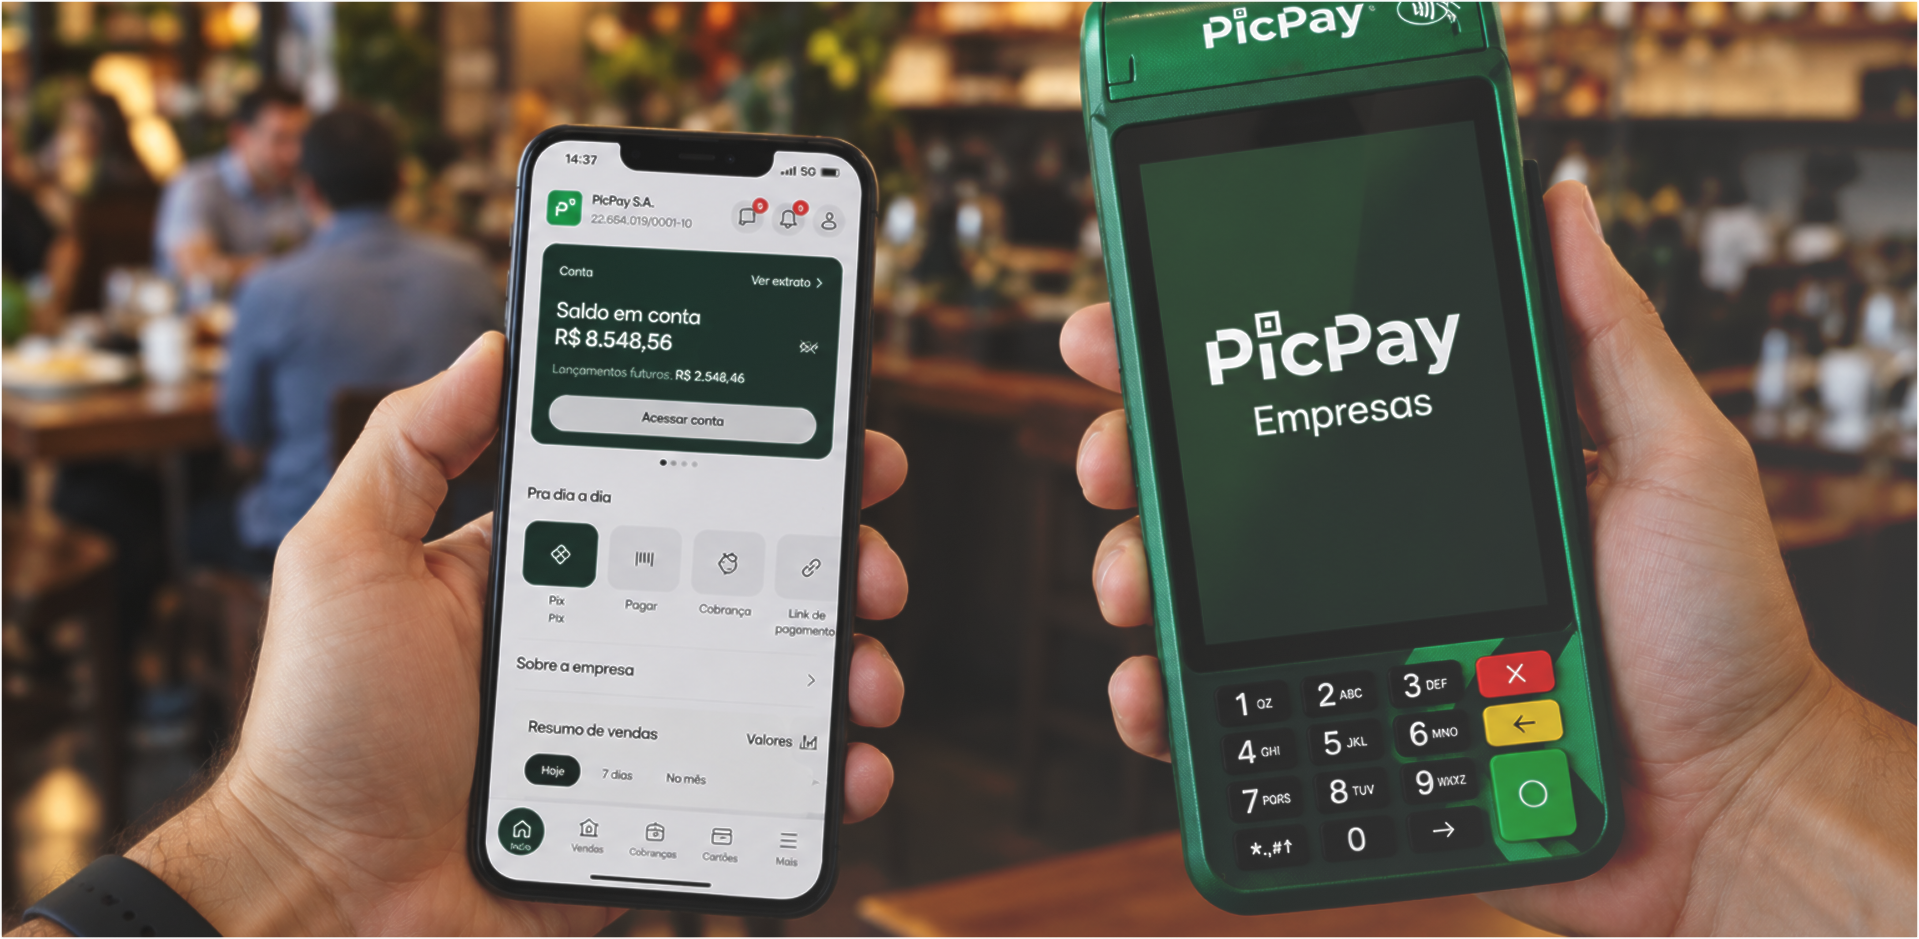 14:37
5G
PicPay S.A.
22.664.019/0001-10
Conta
Ver extrato
Saldo em conta
R$ 8.548,56
Lançamentos futuros. R$ 2.548,46
Acessar conta
Pra dia a dia
Pix
Pix
Pagar
Cobrança
Link de
pagamento
Sobre a empresa
Resumo de vendas
Valores
Hoje
7 dias
No mês
Início
Vendas
Cobranças
Cartões
Mais
PicPay
PicPay
Empresas
1 QZ
2 ABC
3 DEF
4 GHI
5 JKL
6 MNO
7 PQRS
8 TUV
9 WXYZ
*.,#↑
0
→